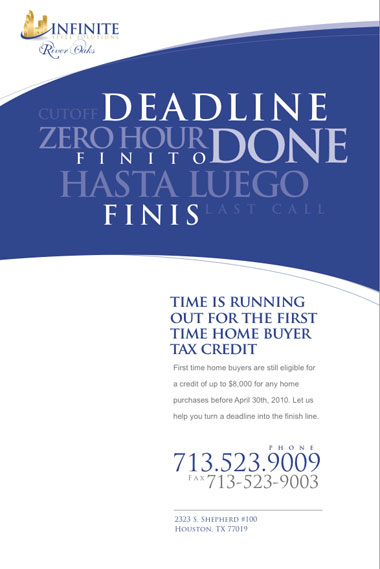 INFINITE
TITLE SOLUTIONS
River Oaks
CUTOFF DEADLINE
ZERO HOUR DONE
FINITO
HASTA LUEGO
FINIS LAST CALL
TIME IS RUNNING
OUT FOR THE FIRST
TIME HOME BUYER
TAX CREDIT
First time home buyers are still eligible for
a credit of up to $8,000 for any home
purchases before April 30th, 2010. Let us
help you turn a deadline into the finish line.
PHONE
713.523.9009
FAX 713-523-9003
2323 S. SHEPHERD #100
HOUSTON, TX 77019